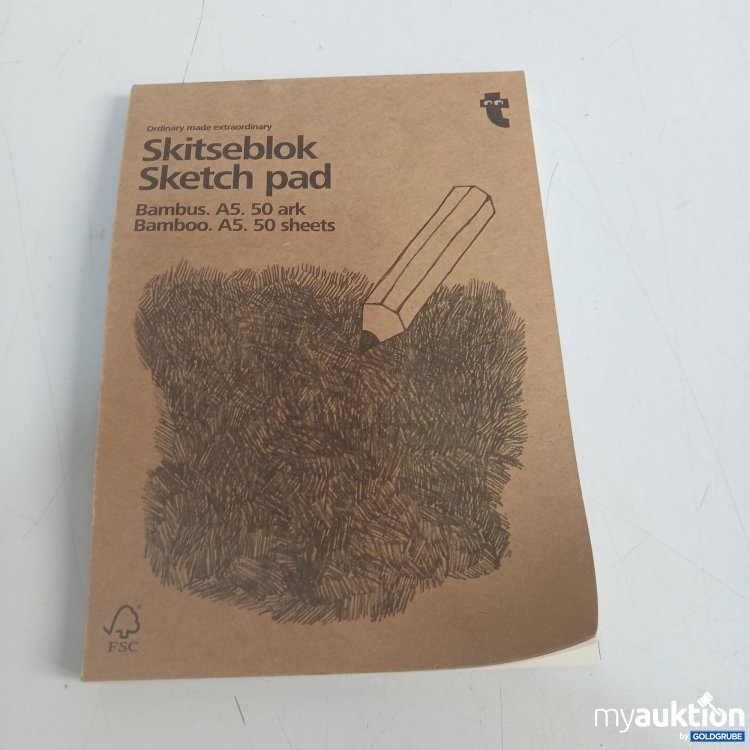 Ordinary made extraordinary
Skitseblok
Sketch pad
Bambus. A5. 50 ark
Bamboo. A5. 50 sheets
FSC
myauktion
by GOLDGRUBE